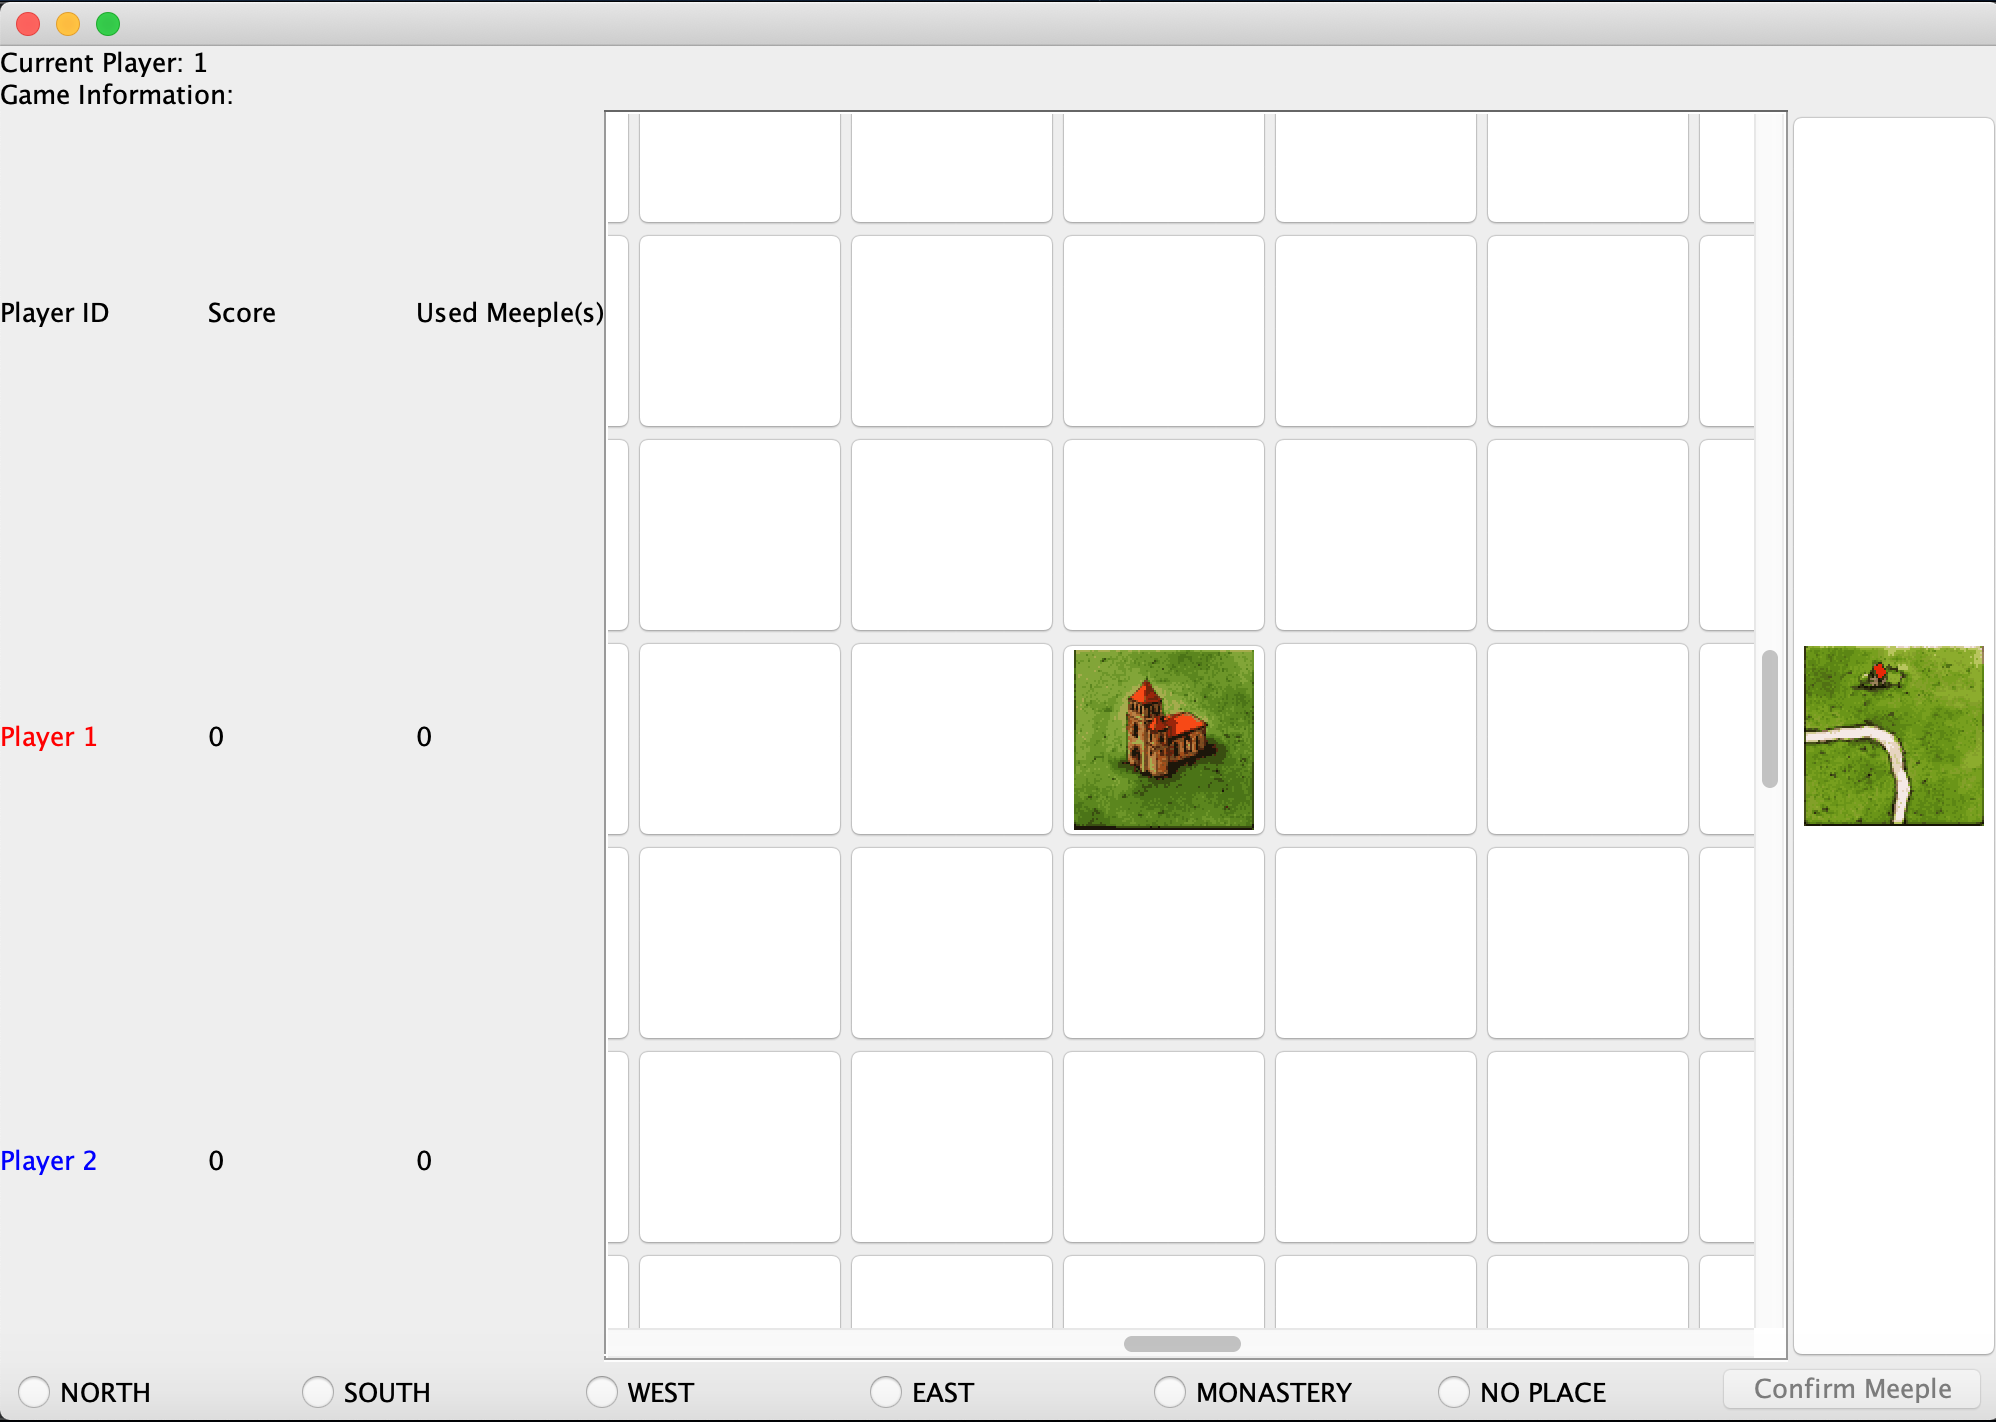 Current Player: 1
Game Information:
Player ID Score Used Meeple(s)
Player 1 0 0
Player 2 0 0
NORTH SOUTH WEST EAST MONASTERY NO PLACE Confirm Meeple